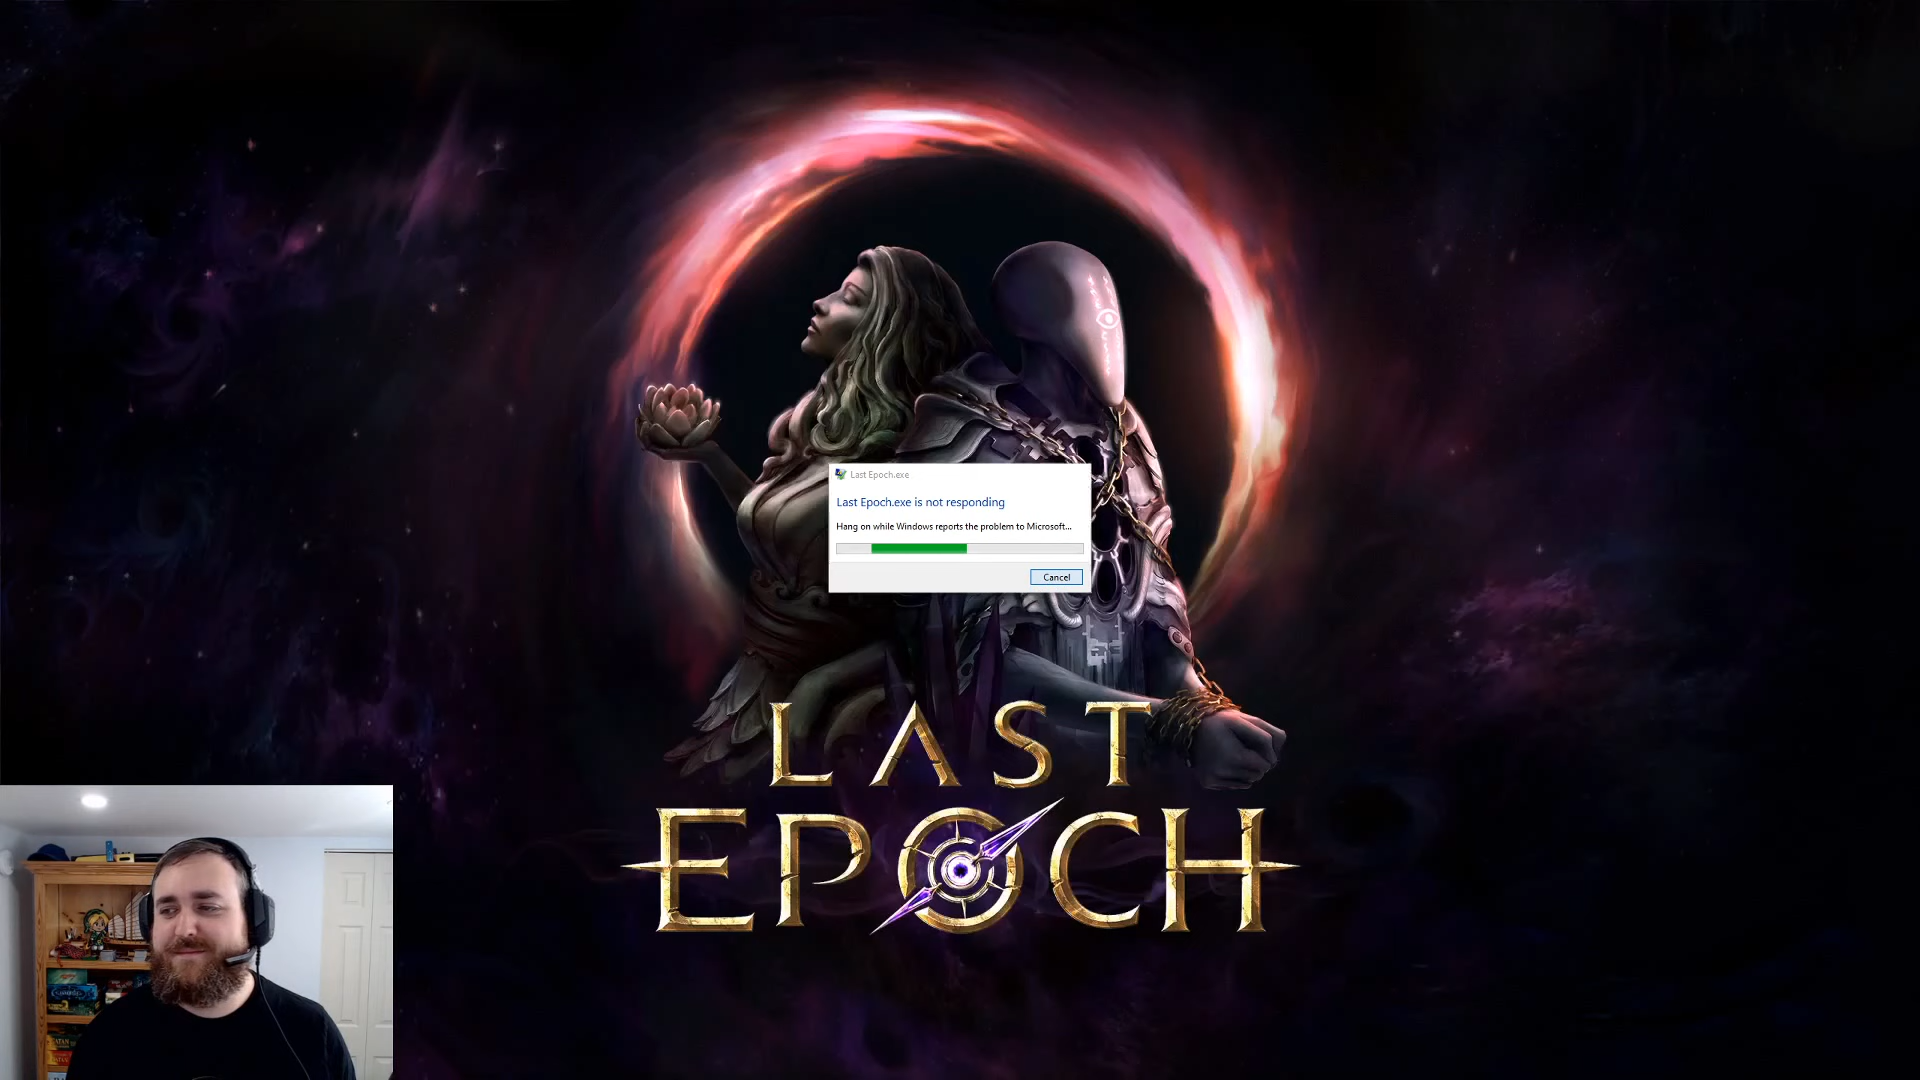 Last Epoch.exe
Last Epoch.exe is not responding
Hang on while Windows reports the problem to Microsoft...
Cancel
LAST
EPOCH
CATAN